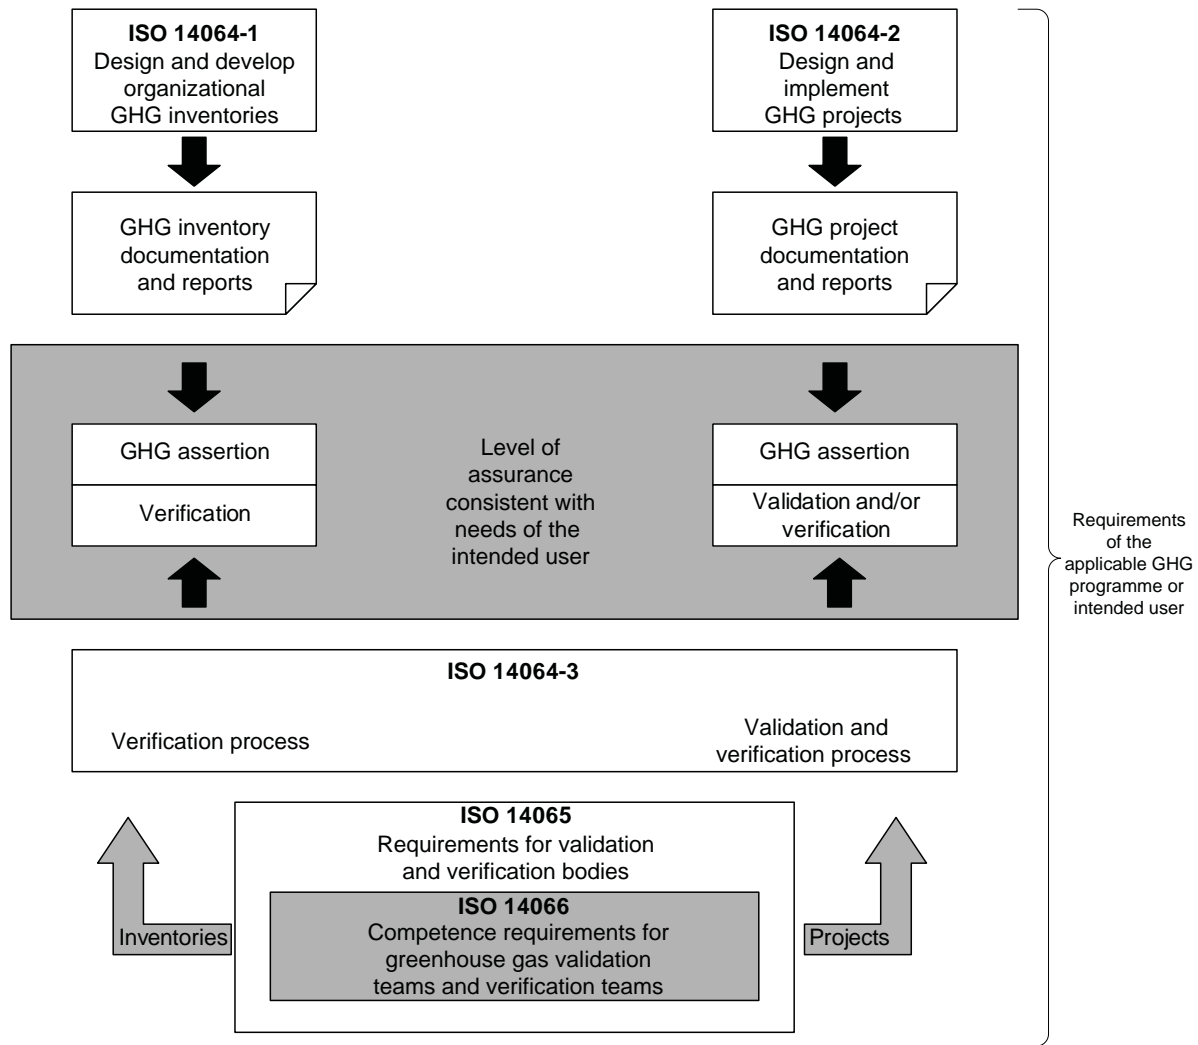 ISO 14064-1
Design and develop
organizational
GHG inventories
ISO 14064-2
Design and
implement
GHG projects
GHG inventory
documentation
and reports
GHG project
documentation
and reports
GHG assertion
Verification
Level of
assurance
consistent with
needs of the
intended user
GHG assertion
Validation and/or
verification
Requirements
of the
applicable GHG
programme or
intended user
ISO 14064-3
Verification process
Validation and
verification process
ISO 14065
Requirements for validation
and verification bodies
ISO 14066
Competence requirements for
greenhouse gas validation
teams and verification teams
Inventories
Projects